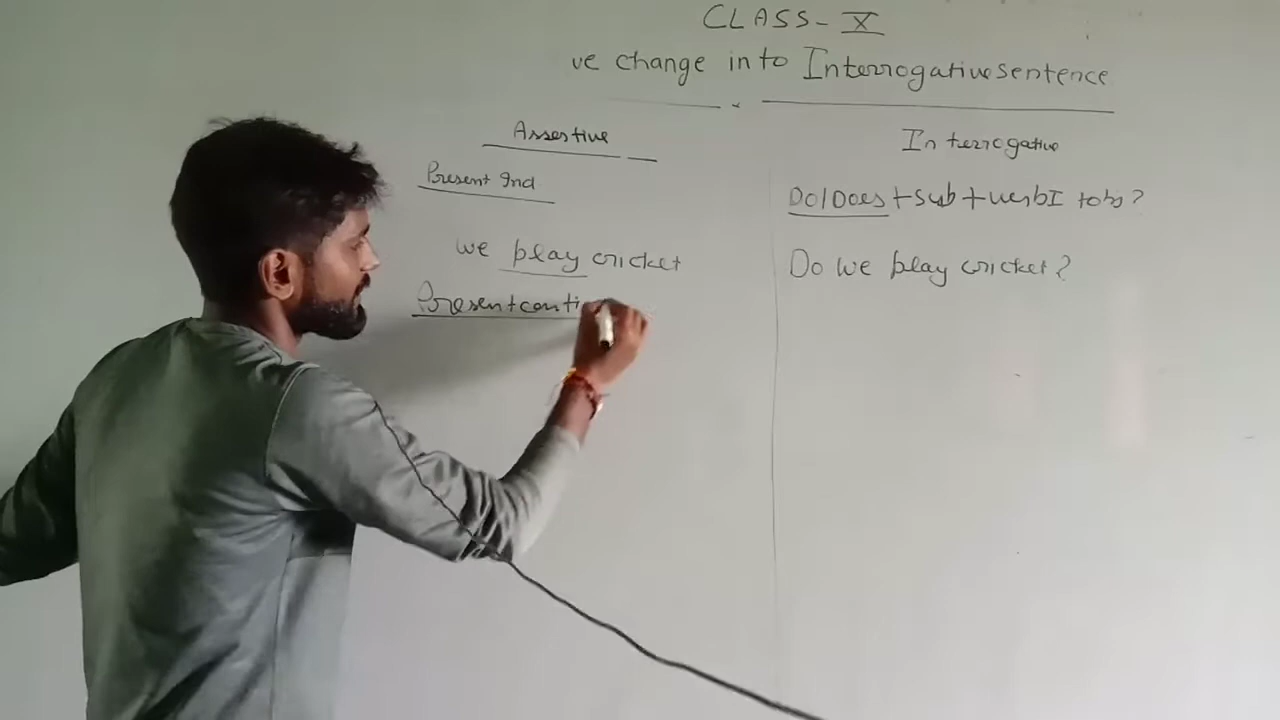 CLASS - X
ve change into Interrogative sentence
Assertive
Interrogative
Present Ind
Do/Does + sub + verb I + obj ?
we play cricket
Do we play cricket ?
Present conti